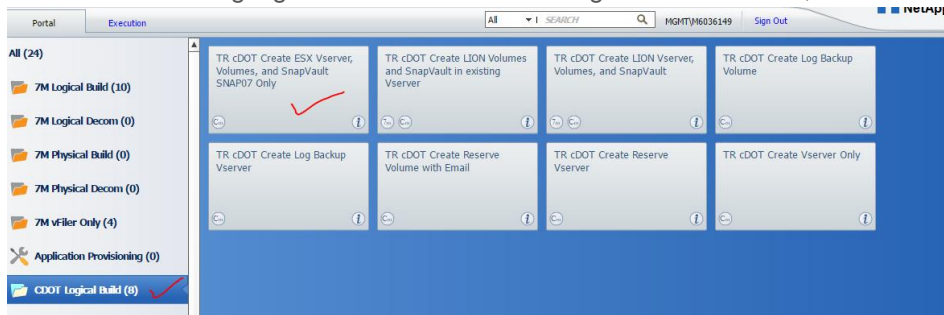 Portal
Execution
All
SEARCH
MGMT\M6036149
Sign Out
NetApp
All (24)
7M Logical Build (10)
7M Logical Decom (0)
7M Physical Build (0)
7M Physical Decom (0)
7M vFiler Only (4)
Application Provisioning (0)
CDOT Logical Build (8)
TR cDOT Create ESX Vserver,
Volumes, and SnapVault
SNAP07 Only
TR cDOT Create LION Volumes
and SnapVault in existing
Vserver
TR cDOT Create LION Vserver,
Volumes, and SnapVault
TR cDOT Create Log Backup
Volume
TR cDOT Create Log Backup
Vserver
TR cDOT Create Reserve
Volume with Email
TR cDOT Create Reserve
Vserver
TR cDOT Create Vserver Only